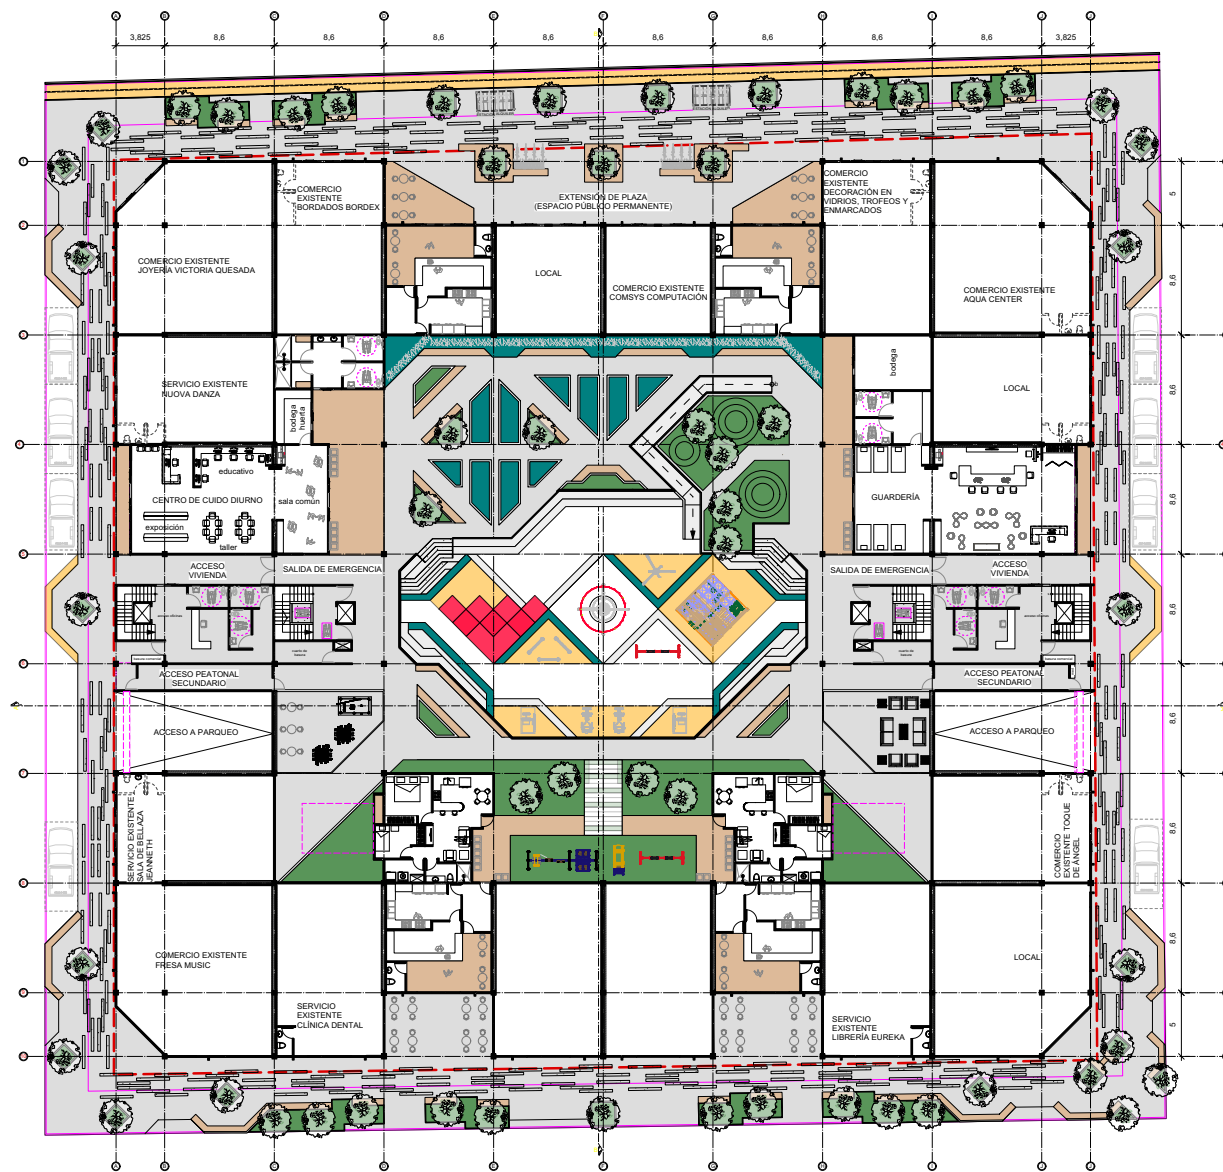 A B C D E F G H I J J
3,825 8,6 8,6 8,6 8,6 8,6 8,6 8,6 8,6 3,825
COMERCIO
EXISTENTE
BORDADOS BORDEX
EXTENSIÓN DE PLAZA
(ESPACIO PÚBLICO PERMANENTE)
COMERCIO
EXISTENTE
DECORACIÓN EN
VIDRIOS, TROFEOS Y
ENMARCADOS
5
COMERCIO EXISTENTE
JOYERÍA VICTORIA QUESADA
LOCAL
COMERCIO EXISTENTE
COMSYS COMPUTACIÓN
COMERCIO EXISTENTE
AQUA CENTER
8,6
SERVICIO EXISTENTE
NUOVA DANZA
bodega
huerta
bodega
LOCAL
8,6
educativo
CENTRO DE CUIDO DIURNO
sala común
exposición
taller
GUARDERÍA
8,6
ACCESO
VIVIENDA
SALIDA DE EMERGENCIA
SALIDA DE EMERGENCIA
ACCESO
VIVIENDA
8,6
ACCESO PEATONAL
SECUNDARIO
ACCESO PEATONAL
SECUNDARIO
ACCESO A PARQUEO
ACCESO A PARQUEO
8,6
SERVICIO EXISTENTE
SALA DE BELLAZA
JEANNETH
COMERCIO
EXISTENTE TOQUE
DE ÁNGEL
8,6
COMERCIO EXISTENTE
FRESA MUSIC
LOCAL
8,6
SERVICIO
EXISTENTE
CLÍNICA DENTAL
SERVICIO
EXISTENTE
LIBRERÍA EUREKA
5
A B C D E F G H I J J